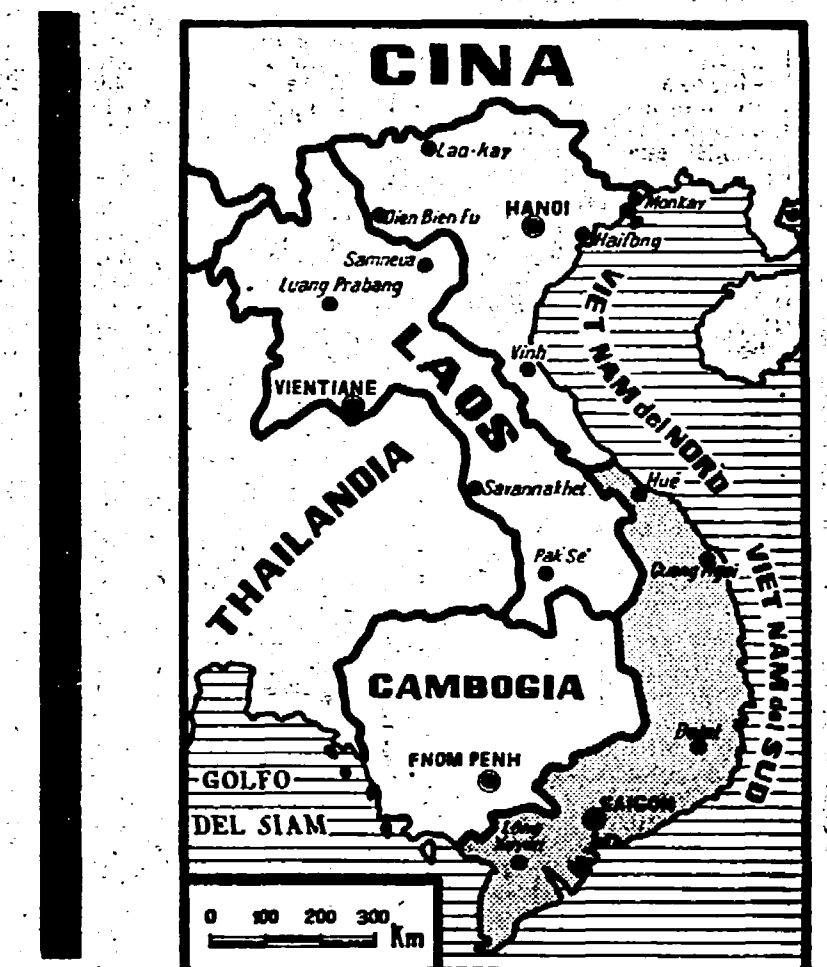 CINA
Lao-kay
Dien Bien Fu
HANOI
Monkay
Haifong
Samneua
Luang Prabang
VIET NAM del NORD
LAOS
Vinh
VIENTIANE
THAILANDIA
Savannakhet
Hué
Pak Se'
Quang Ngai
VIET NAM del SUD
CAMBOGIA
FNOM PENH
GOLFO
DEL SIAM
SAIGON
Long
0 100 200 300 Km